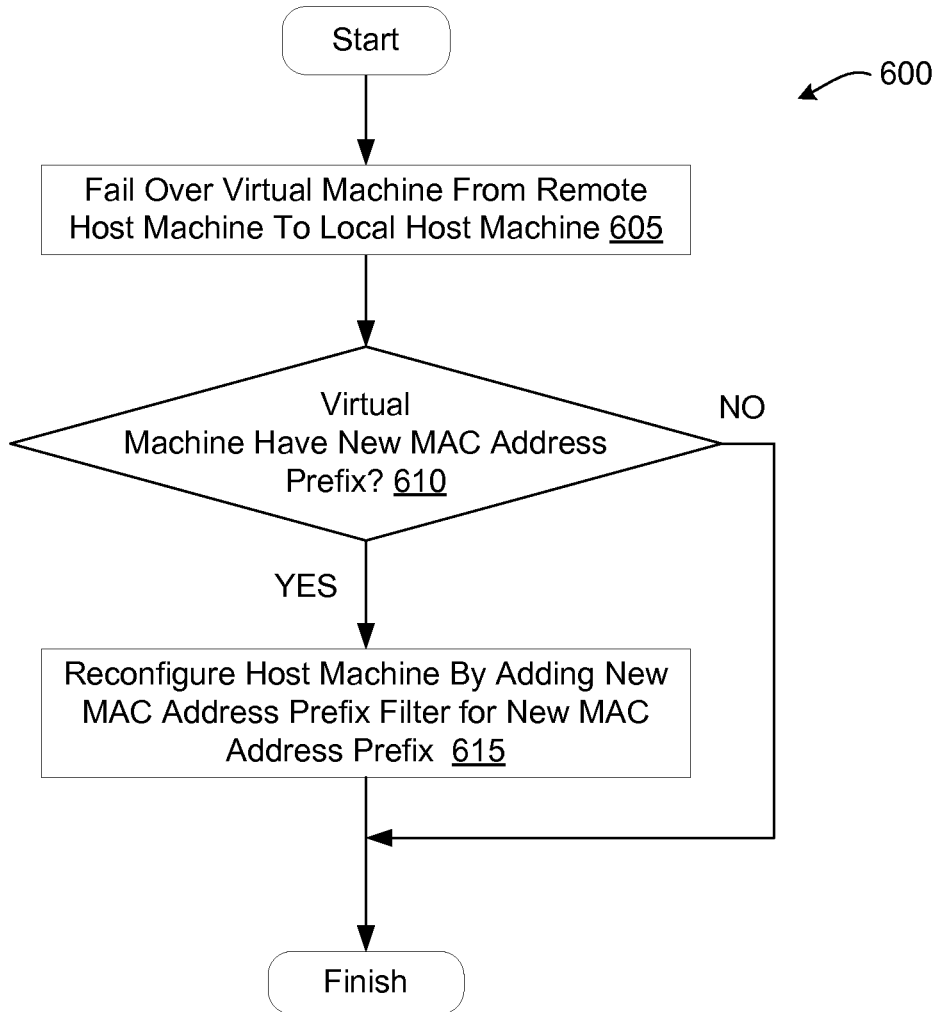 Start
600
Fail Over Virtual Machine From Remote
Host Machine To Local Host Machine 605
Virtual
Machine Have New MAC Address
Prefix? 610
NO
YES
Reconfigure Host Machine By Adding New
MAC Address Prefix Filter for New MAC
Address Prefix 615
Finish